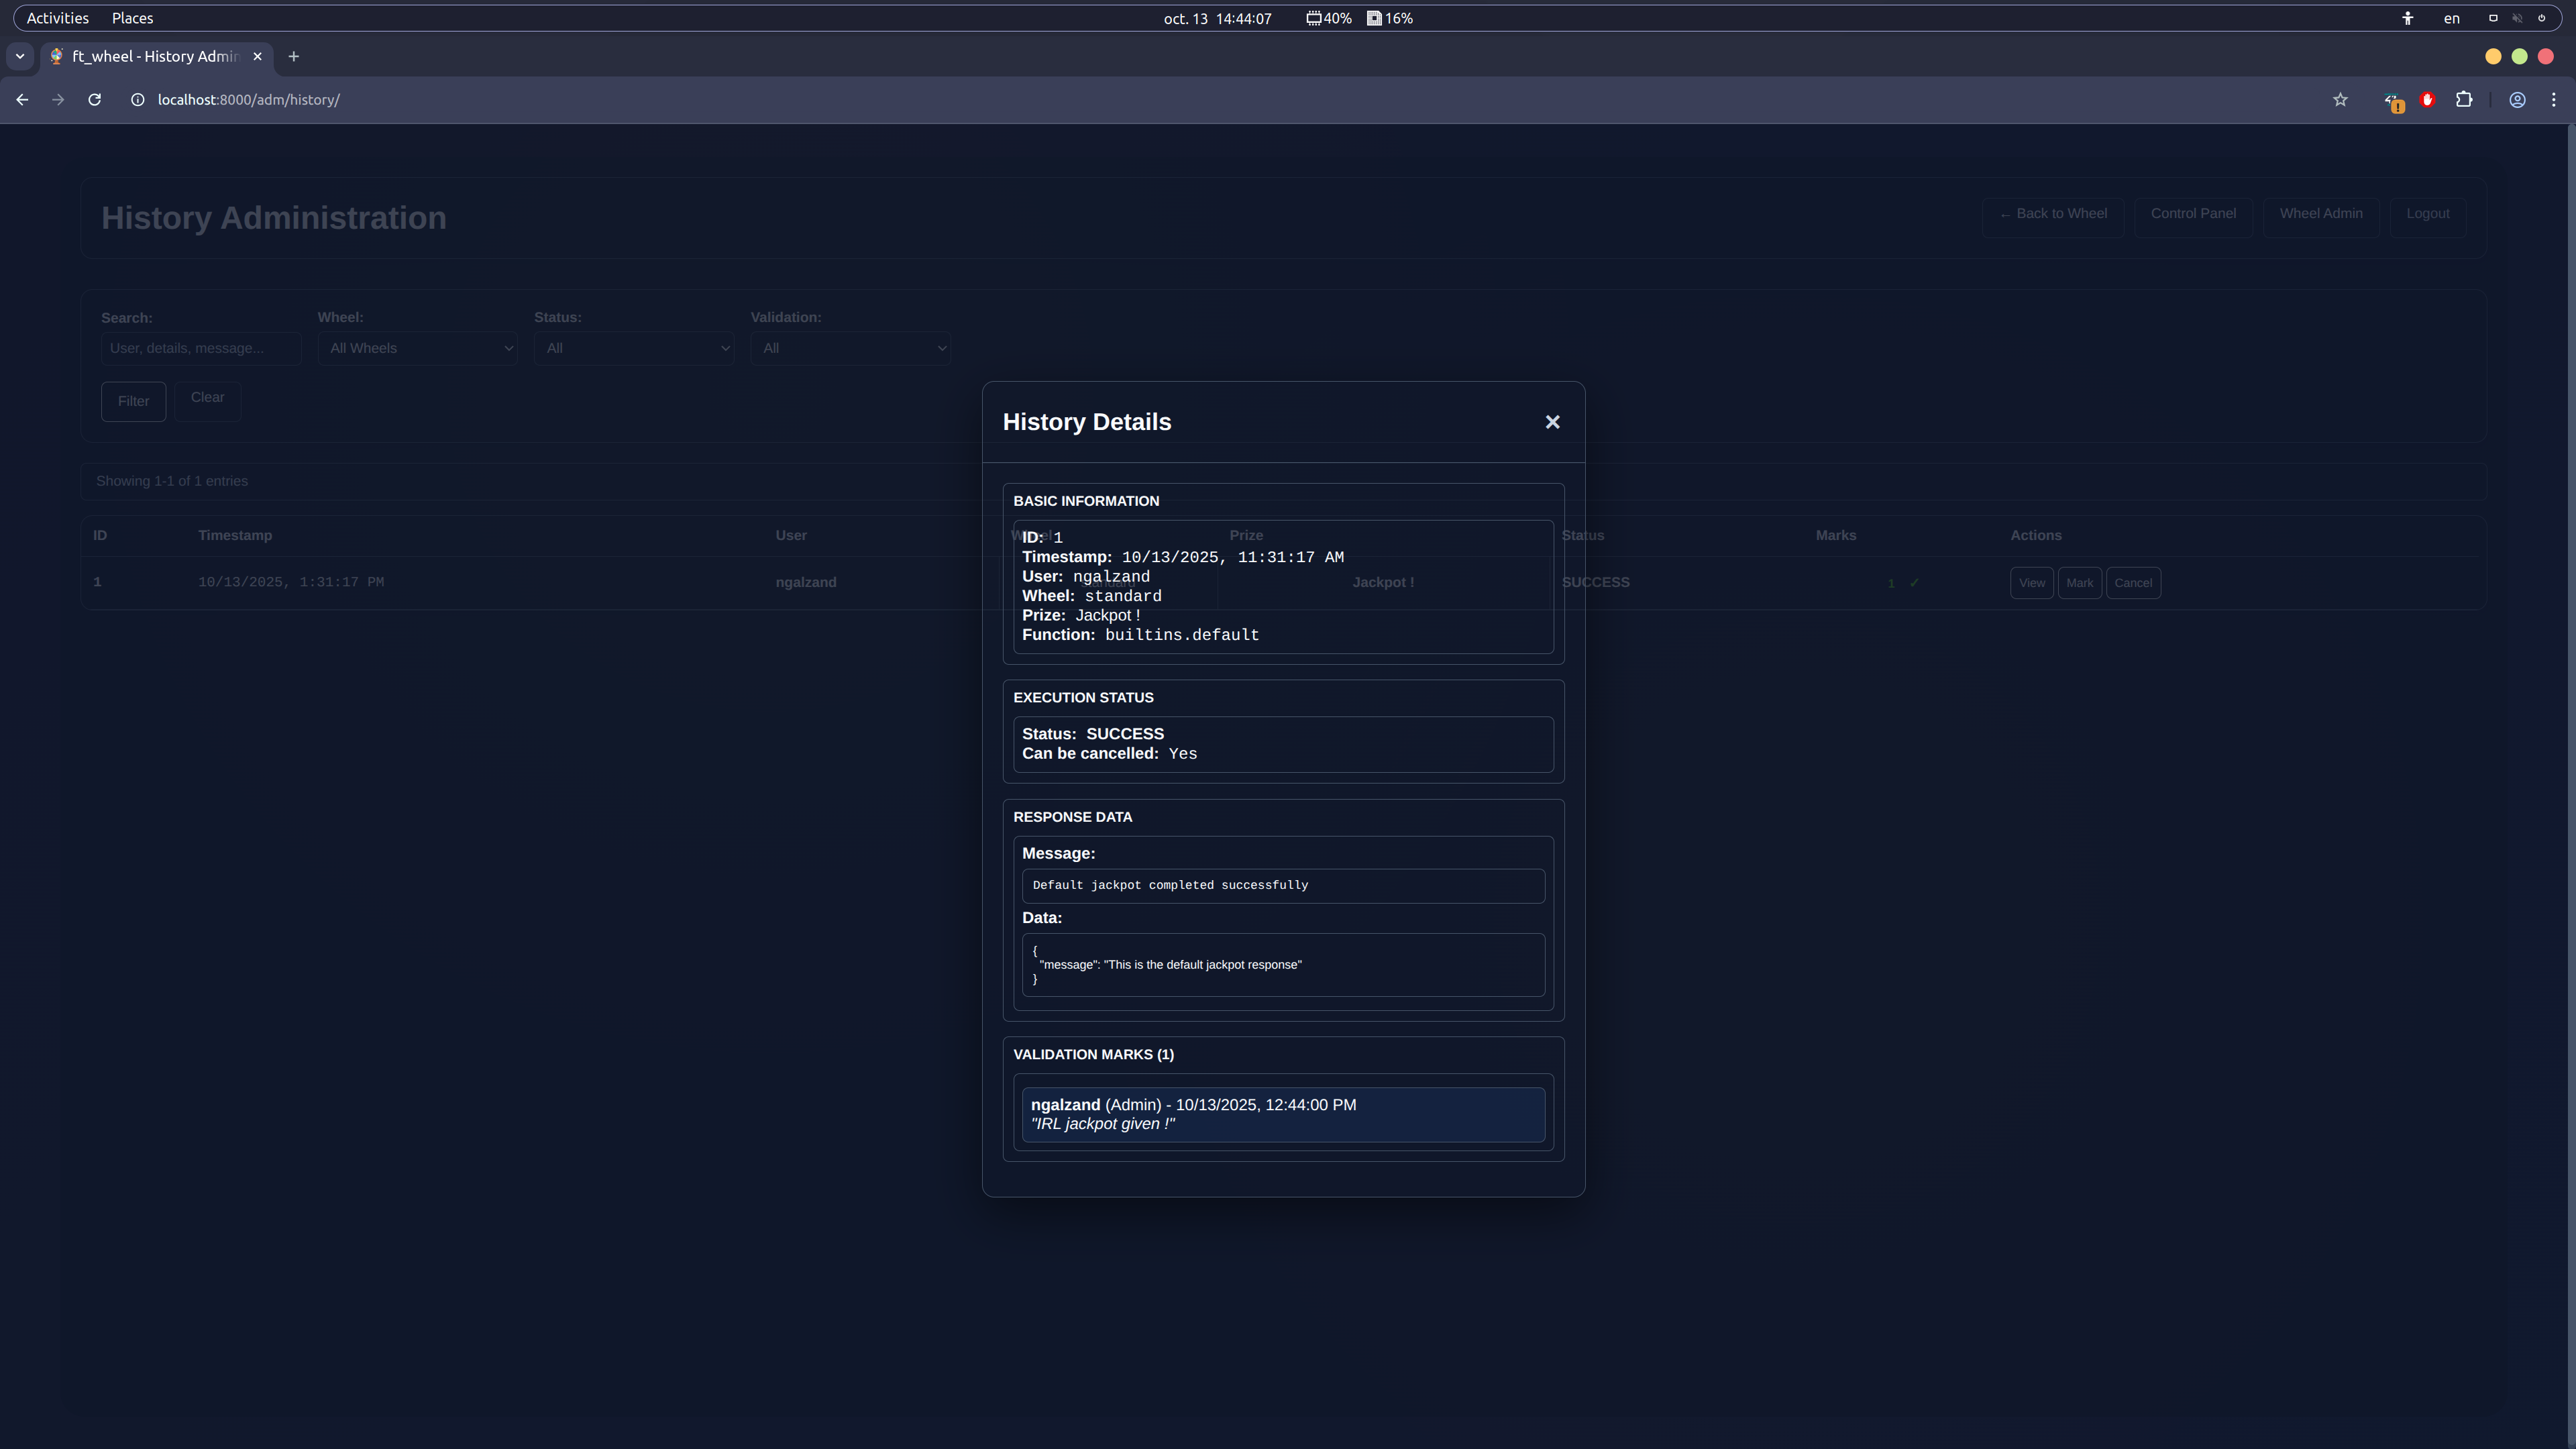 Activities Places oct. 13 14:44:07 40% 16% en
ft_wheel - History Admin
localhost:8000/adm/history/
History Administration
← Back to Wheel Control Panel Wheel Admin Logout
Search: Wheel: Status: Validation:
User, details, message... All Wheels All All
Filter Clear
Showing 1-1 of 1 entries
ID Timestamp User Wheel Prize Status Marks Actions
1 10/13/2025, 1:31:17 PM ngalzand standard Jackpot ! SUCCESS 1 ✓ View Mark Cancel
History Details ×
BASIC INFORMATION
ID: 1
Timestamp: 10/13/2025, 11:31:17 AM
User: ngalzand
Wheel: standard
Prize: Jackpot !
Function: builtins.default
EXECUTION STATUS
Status: SUCCESS
Can be cancelled: Yes
RESPONSE DATA
Message:
Default jackpot completed successfully
Data:
{
"message": "This is the default jackpot response"
}
VALIDATION MARKS (1)
ngalzand (Admin) - 10/13/2025, 12:44:00 PM
"IRL jackpot given !"